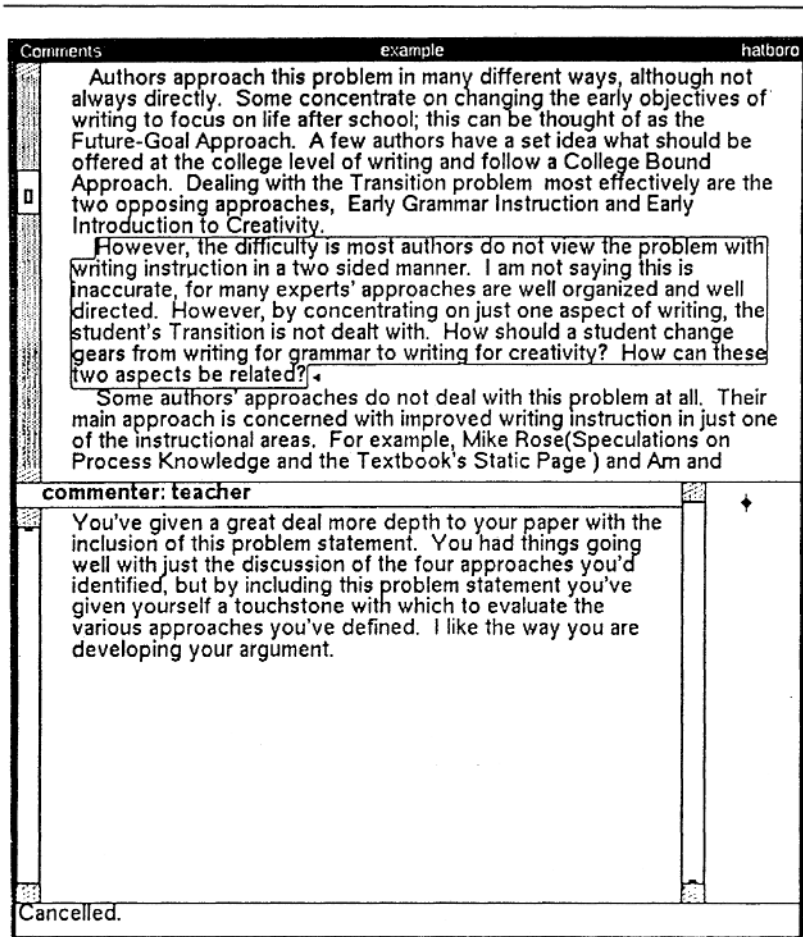 Comments example hatboro
Authors approach this problem in many different ways, although not
always directly. Some concentrate on changing the early objectives of
writing to focus on life after school; this can be thought of as the
Future-Goal Approach. A few authors have a set idea what should be
offered at the college level of writing and follow a College Bound
Approach. Dealing with the Transition problem most effectively are the
two opposing approaches, Early Grammar Instruction and Early
Introduction to Creativity.
However, the difficulty is most authors do not view the problem with
writing instruction in a two sided manner. I am not saying this is
inaccurate, for many experts' approaches are well organized and well
directed. However, by concentrating on just one aspect of writing, the
student's Transition is not dealt with. How should a student change
gears from writing for grammar to writing for creativity? How can these
two aspects be related?
Some authors' approaches do not deal with this problem at all. Their
main approach is concerned with improved writing instruction in just one
of the instructional areas. For example, Mike Rose(Speculations on
Process Knowledge and the Textbook's Static Page ) and Am and
commenter: teacher
You've given a great deal more depth to your paper with the
inclusion of this problem statement. You had things going
well with just the discussion of the four approaches you'd
identified, but by including this problem statement you've
given yourself a touchstone with which to evaluate the
various approaches you've defined. I like the way you are
developing your argument.
Cancelled.